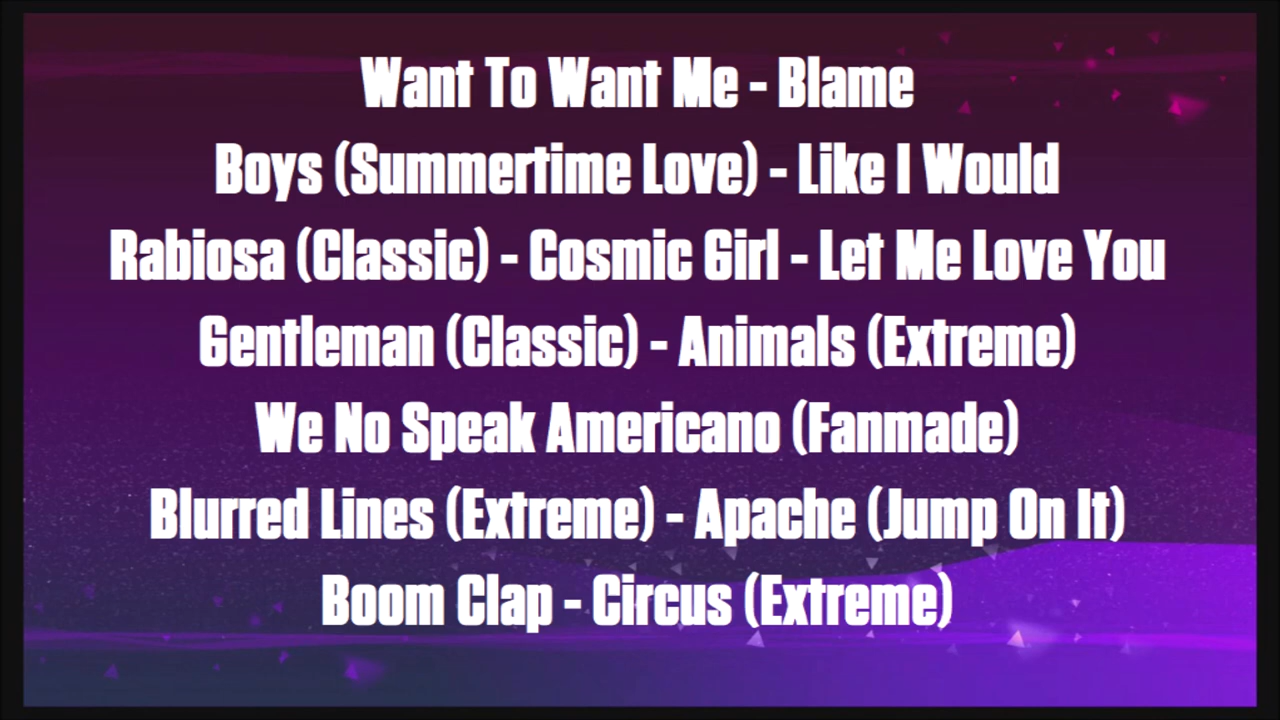 Want To Want Me - Blame
Boys (Summertime Love) - Like I Would
Rabiosa (Classic) - Cosmic Girl - Let Me Love You
Gentleman (Classic) - Animals (Extreme)
We No Speak Americano (Fanmade)
Blurred Lines (Extreme) - Apache (Jump On It)
Boom Clap - Circus (Extreme)